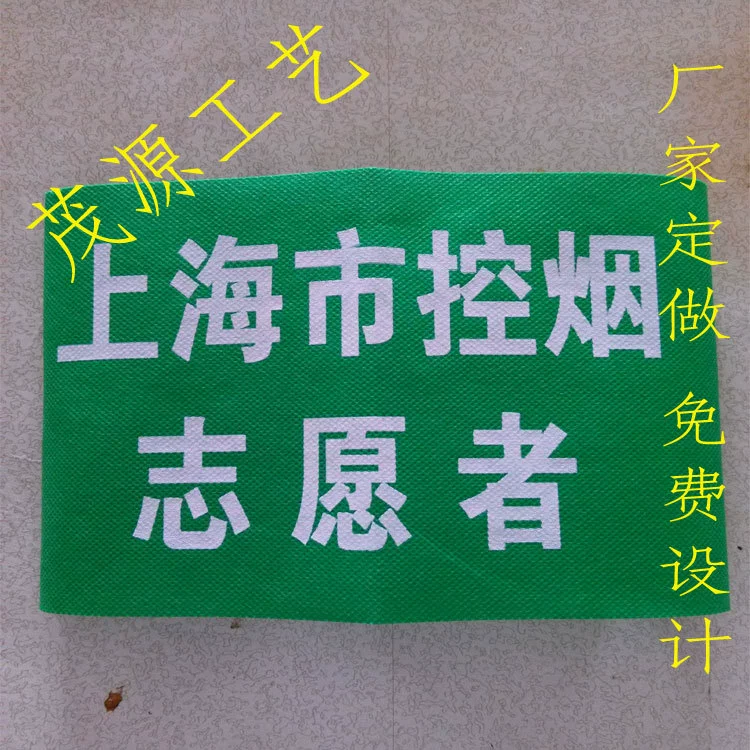 茂源工艺
上海市控烟
志愿者
厂家定做 免费设计